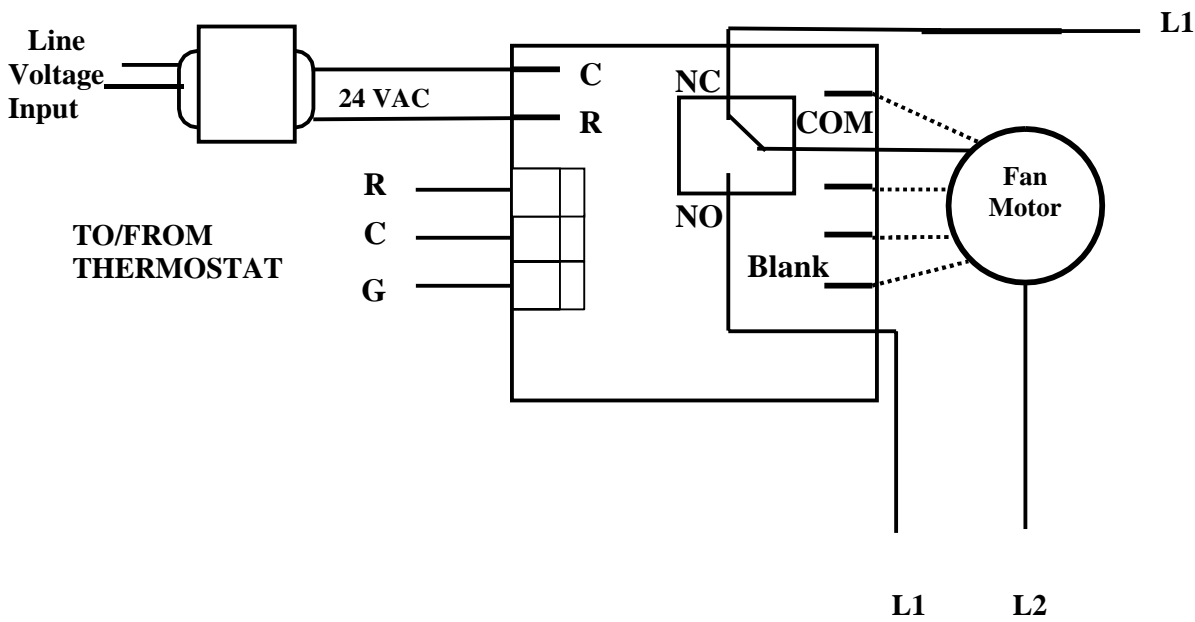 L1
Line
Voltage
Input
24 VAC
C
R
NC
COM
NO
Blank
R
C
G
TO/FROM
THERMOSTAT
Fan
Motor
L1
L2